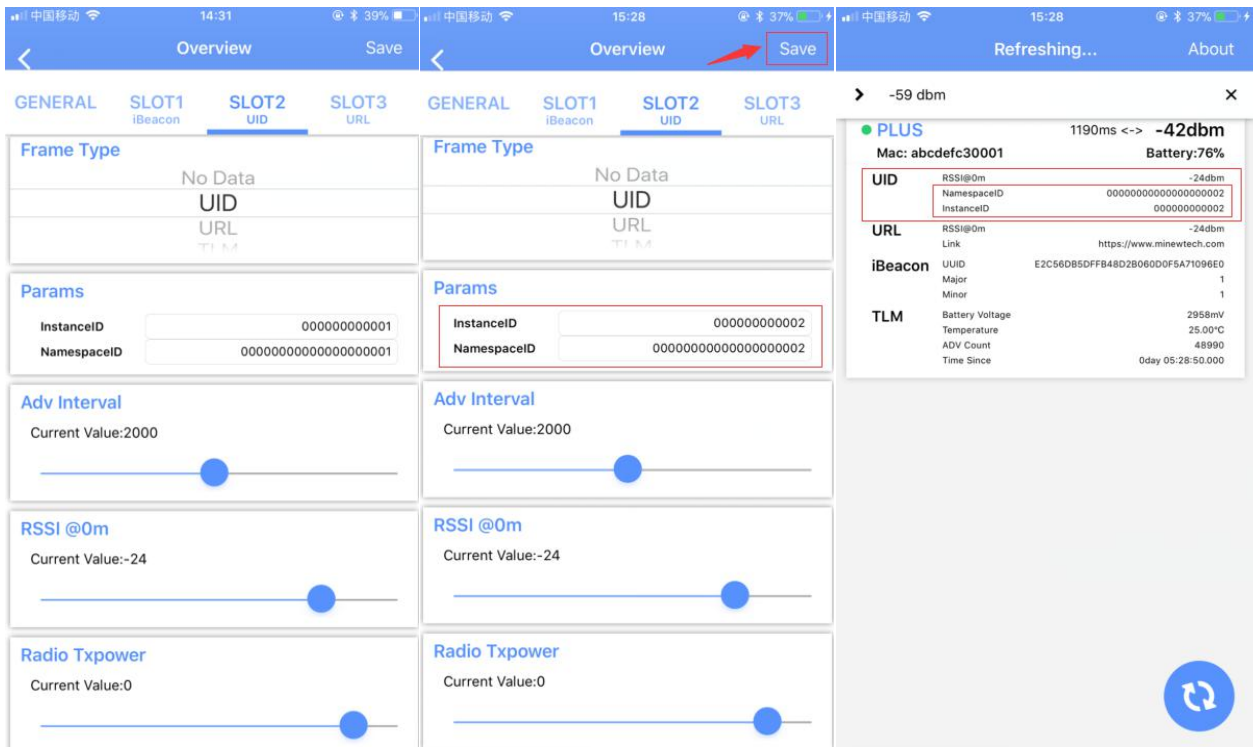 中国移动 14:31 39%
Overview Save
GENERAL SLOT1 SLOT2 SLOT3
iBeacon UID URL
Frame Type
No Data
UID
URL
TLM
Params
InstanceID 000000000001
NamespaceID 00000000000000000001
Adv Interval
Current Value:2000
RSSI @0m
Current Value:-24
Radio Txpower
Current Value:0
中国移动 15:28 37%
Overview Save
GENERAL SLOT1 SLOT2 SLOT3
iBeacon UID URL
Frame Type
No Data
UID
URL
TLM
Params
InstanceID 000000000002
NamespaceID 00000000000000000002
Adv Interval
Current Value:2000
RSSI @0m
Current Value:-24
Radio Txpower
Current Value:0
中国移动 15:28 37%
Refreshing... About
-59 dbm
PLUS 1190ms <-> -42dbm
Mac: abcdefc30001 Battery:76%
UID RSSI@0m -24dbm
NamespaceID 00000000000000000002
InstanceID 000000000002
URL RSSI@0m -24dbm
Link https://www.minewtech.com
iBeacon UUID E2C56DB5DFFB48D2B060D0F5A71096E0
Major 1
Minor 1
TLM Battery Voltage 2958mV
Temperature 25.00°C
ADV Count 48990
Time Since 0day 05:28:50.000